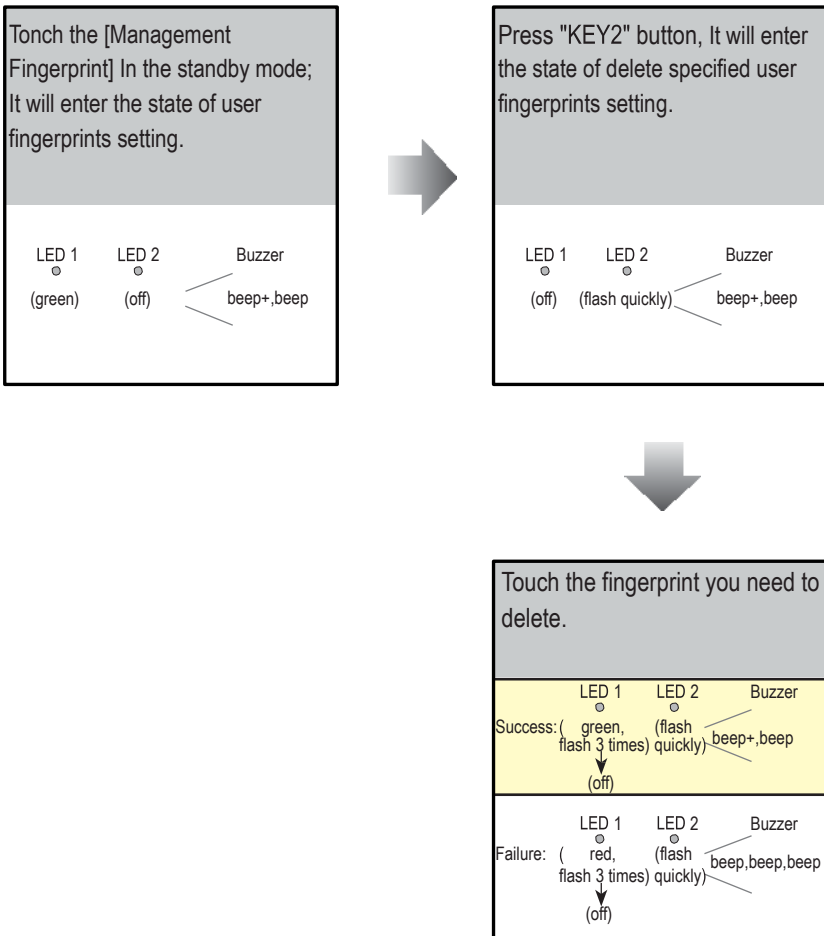 Tonch the [Management
Fingerprint] In the standby mode;
It will enter the state of user
fingerprints setting.
LED 1 LED 2 Buzzer
(green) (off) beep+,beep
Press "KEY2" button, It will enter
the state of delete specified user
fingerprints setting.
LED 1 LED 2 Buzzer
(off) (flash quickly) beep+,beep
Touch the fingerprint you need to
delete.
LED 1 LED 2 Buzzer
Success: ( green, (flash beep+,beep
flash 3 times) quickly)
(off)
LED 1 LED 2 Buzzer
Failure: ( red, (flash beep,beep,beep
flash 3 times) quickly)
(off)